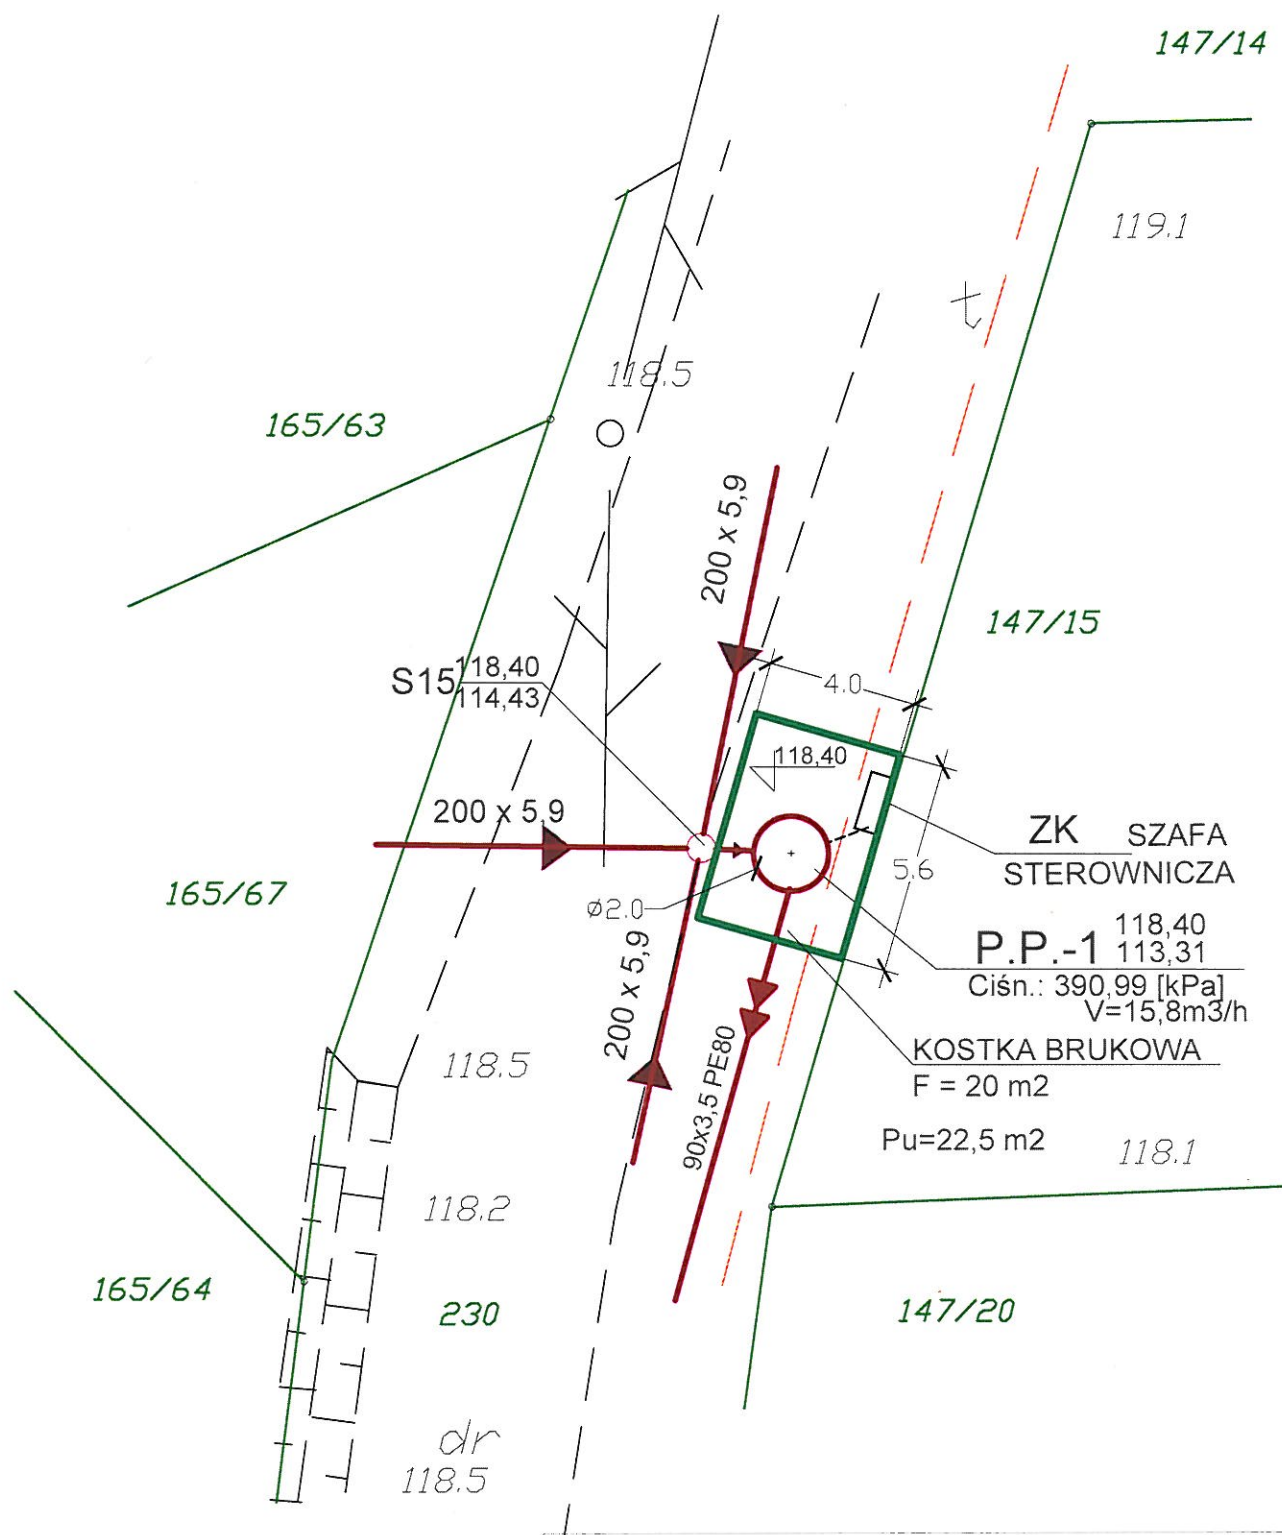 147/14
119.1
t
118.5
165/63
200 x 5,9
147/15
118,40
S15
114,43
4.0
118,40
200 x 5,9
ZK SZAFA
STEROWNICZA
5.6
165/67
ø2.0
200 x 5,9
P.P.-1 118,40
113,31
Ciśn.: 390,99 [kPa]
V=15,8m3/h
KOSTKA BRUKOWA
F = 20 m2
90x3,5 PE80
118.5
Pu=22,5 m2
118.1
118.2
165/64
230
147/20
dr
118.5